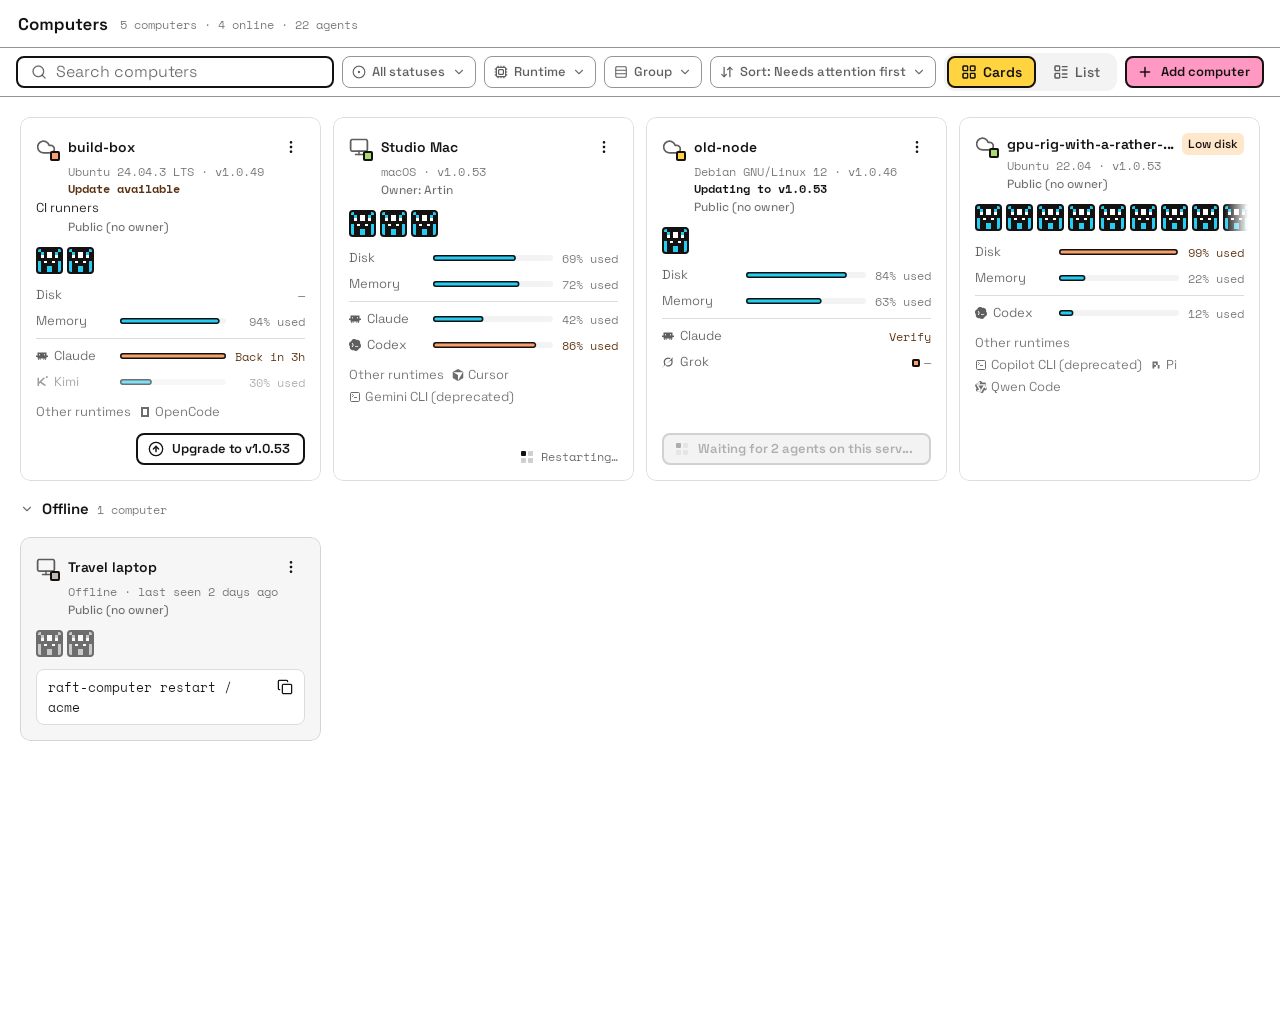 Computers 5 computers · 4 online · 22 agents
Search computers
All statuses
Runtime
Group
Sort: Needs attention first
Cards
List
Add computer
build-box
Ubuntu 24.04.3 LTS · v1.0.49
Update available
CI runners
Public (no owner)
Disk –
Memory 94% used
Claude Back in 3h
Kimi 30% used
Other runtimes OpenCode
Upgrade to v1.0.53
Studio Mac
macOS · v1.0.53
Owner: Artin
Disk 69% used
Memory 72% used
Claude 42% used
Codex 86% used
Other runtimes Cursor
Gemini CLI (deprecated)
Restarting…
old-node
Debian GNU/Linux 12 · v1.0.46
Updating to v1.0.53
Public (no owner)
Disk 84% used
Memory 63% used
Claude Verify
Grok –
Waiting for 2 agents on this serv...
gpu-rig-with-a-rather-... Low disk
Ubuntu 22.04 · v1.0.53
Public (no owner)
Disk 99% used
Memory 22% used
Codex 12% used
Other runtimes
Copilot CLI (deprecated) Pi
Qwen Code
Offline 1 computer
Travel laptop
Offline · last seen 2 days ago
Public (no owner)
raft-computer restart /
acme